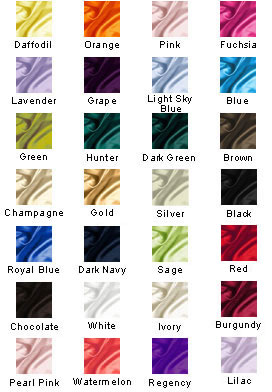 Daffodil Orange Pink Fuchsia
Lavender Grape Light Sky Blue Blue
Green Hunter Dark Green Brown
Champagne Gold Silver Black
Royal Blue Dark Navy Sage Red
Chocolate White Ivory Burgundy
Pearl Pink Watermelon Regency Lilac